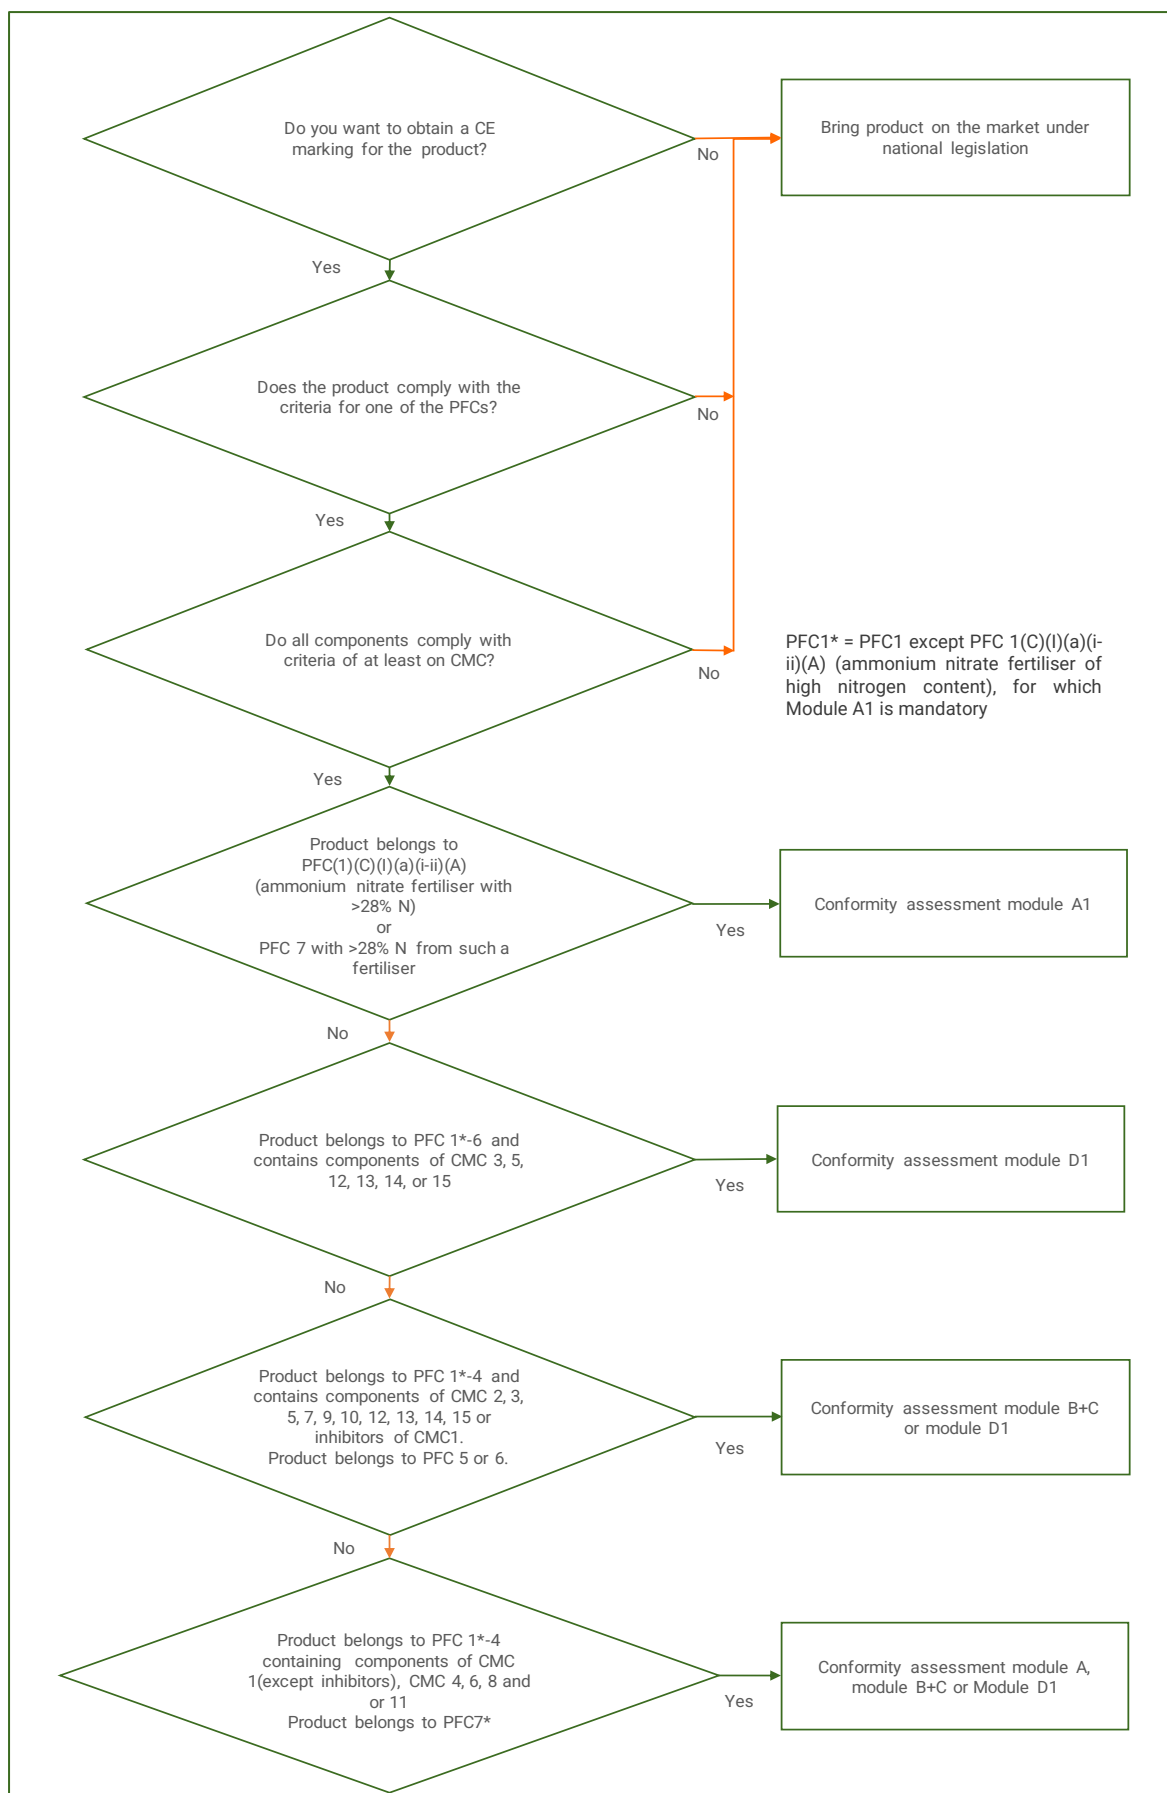 Do you want to obtain a CE
marking for the product?
No
Bring product on the market under
national legislation
Yes
Does the product comply with the
criteria for one of the PFCs?
No
Yes
Do all components comply with
criteria of at least on CMC?
No
PFC1* = PFC1 except PFC 1(C)(I)(a)(i-
ii)(A) (ammonium nitrate fertiliser of
high nitrogen content), for which
Module A1 is mandatory
Yes
Product belongs to
PFC(1)(C)(I)(a)(i-ii)(A)
(ammonium nitrate fertiliser with
>28% N)
or
PFC 7 with >28% N from such a
fertiliser
Yes
Conformity assessment module A1
No
Product belongs to PFC 1*-6 and
contains components of CMC 3, 5,
12, 13, 14, or 15
Yes
Conformity assessment module D1
No
Product belongs to PFC 1*-4 and
contains components of CMC 2, 3,
5, 7, 9, 10, 12, 13, 14, 15 or
inhibitors of CMC1.
Product belongs to PFC 5 or 6.
Yes
Conformity assessment module B+C
or module D1
No
Product belongs to PFC 1*-4
containing components of CMC
1(except inhibitors), CMC 4, 6, 8 and
or 11
Product belongs to PFC7*
Yes
Conformity assessment module A,
module B+C or Module D1